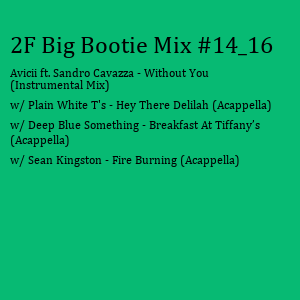 2F Big Bootie Mix #14_16
Avicii ft. Sandro Cavazza - Without You
(Instrumental Mix)
w/ Plain White T's - Hey There Delilah (Acappella)
w/ Deep Blue Something - Breakfast At Tiffany's
(Acappella)
w/ Sean Kingston - Fire Burning (Acappella)